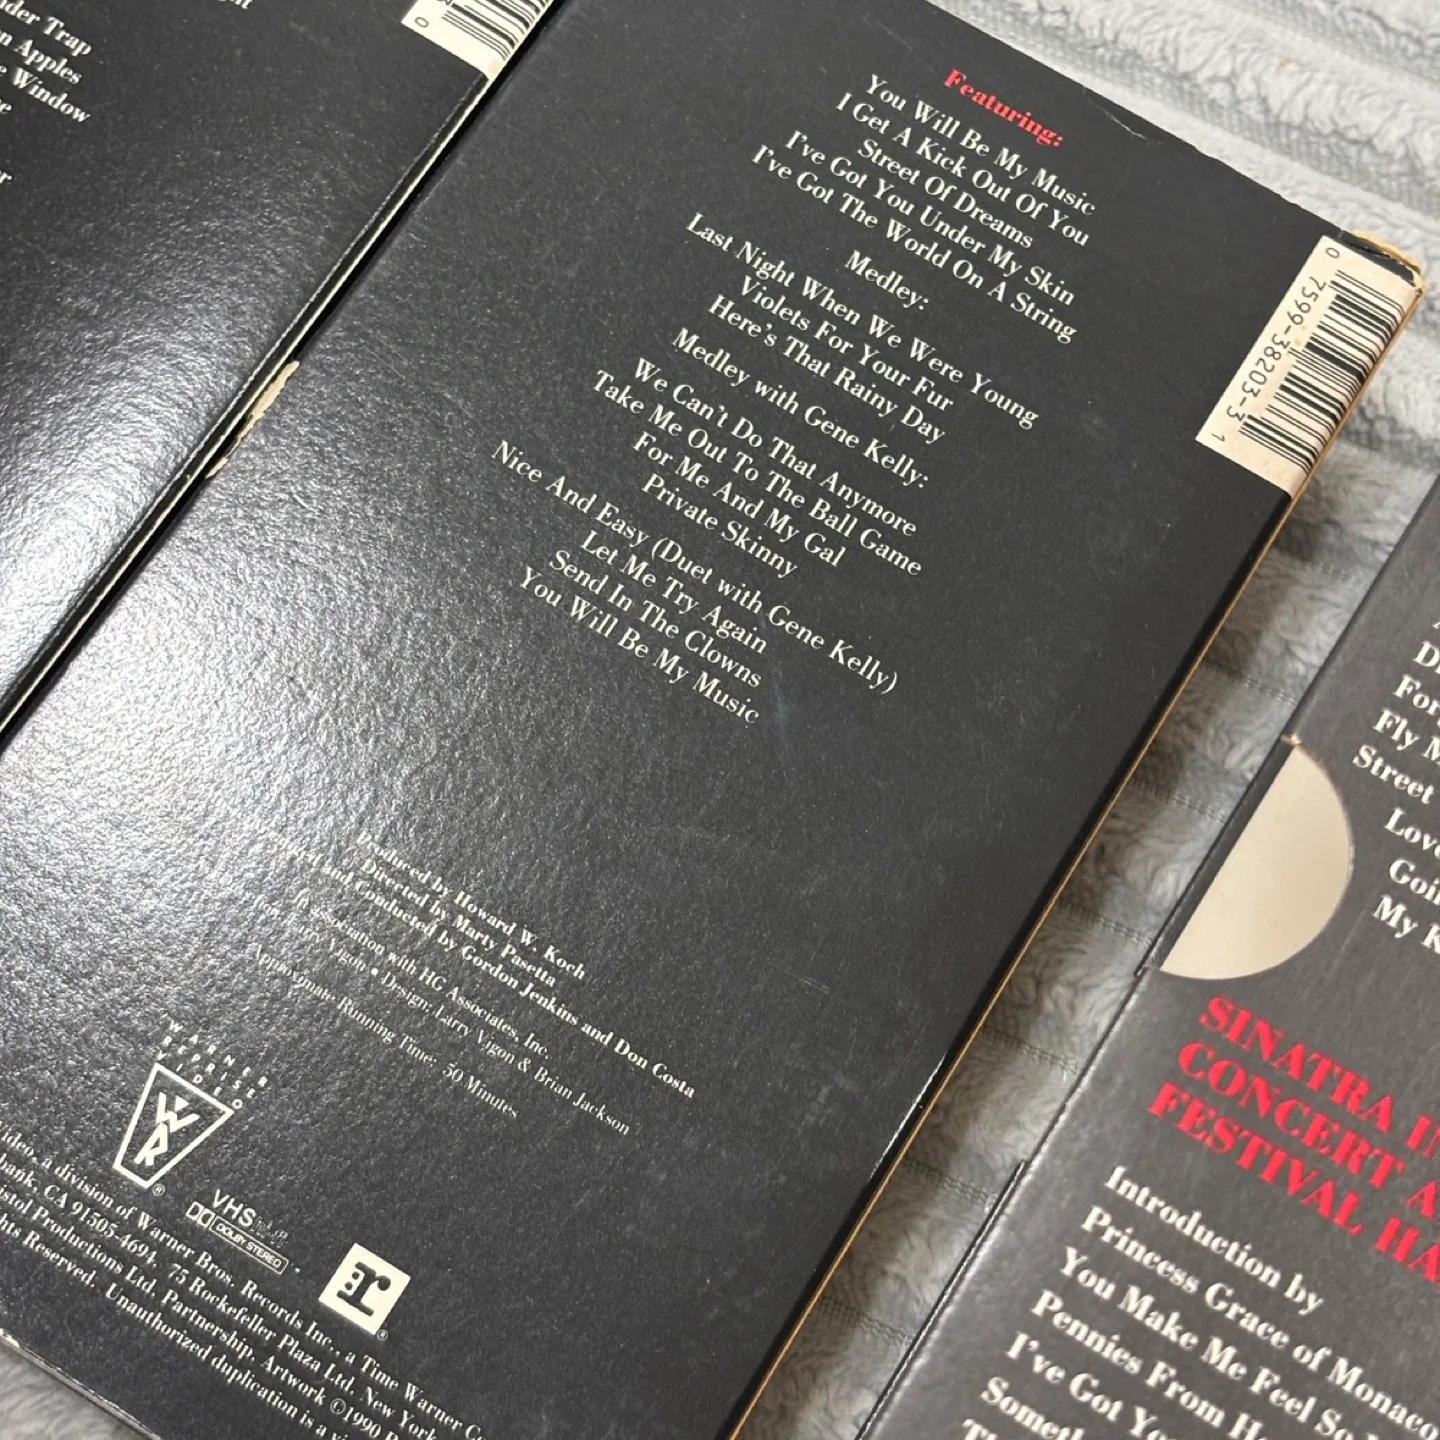 Trap
Apples
Window
0
Featuring:
You Will Be My Music
I Get A Kick Out Of You
Street Of Dreams
I've Got You Under My Skin
I've Got The World On A String
Medley:
Last Night When We Were Young
Violets For Your Fur
Here's That Rainy Day
Medley with Gene Kelly:
We Can't Do That Anymore
Take Me Out To The Ball Game
For Me And My Gal
Private Skinny
Nice And Easy (Duet with Gene Kelly)
Let Me Try Again
Send In The Clowns
You Will Be My Music
0 7599-38203-3 1
Produced by Howard W. Koch
Directed by Marty Pasetta
and Conducted by Gordon Jenkins and Don Costa
In association with HG Associates, Inc.
Larry Vigon • Design: Larry Vigon & Brian Jackson
Approximate Running Time: 50 Minutes
WARNER
REPRISE
VIDEO
WAR
®
VHS
DOLBY STEREO
r
®
a division of Warner Bros. Records Inc., a Time Warner
CA 91505-4694, 75 Rockefeller Plaza Ltd. New York
Productions Ltd. Partnership. Artwork ©1990
Reserved. Unauthorized duplication is a
Fly
Street
My
SINATRA
CONCERT
FESTIVAL
Introduction by
Princess Grace of Monaco
You Make Me Feel So
Pennies From
I've Got